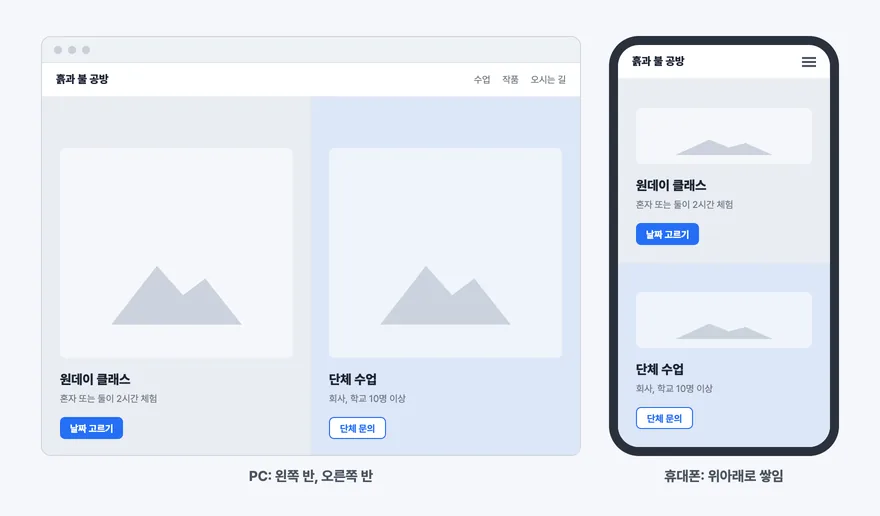 흙과 불 공방
수업 작품 오시는 길
원데이 클래스
혼자 또는 둘이 2시간 체험
날짜 고르기
단체 수업
회사, 학교 10명 이상
단체 문의
PC: 왼쪽 반, 오른쪽 반
흙과 불 공방
원데이 클래스
혼자 또는 둘이 2시간 체험
날짜 고르기
단체 수업
회사, 학교 10명 이상
단체 문의
휴대폰: 위아래로 쌓임